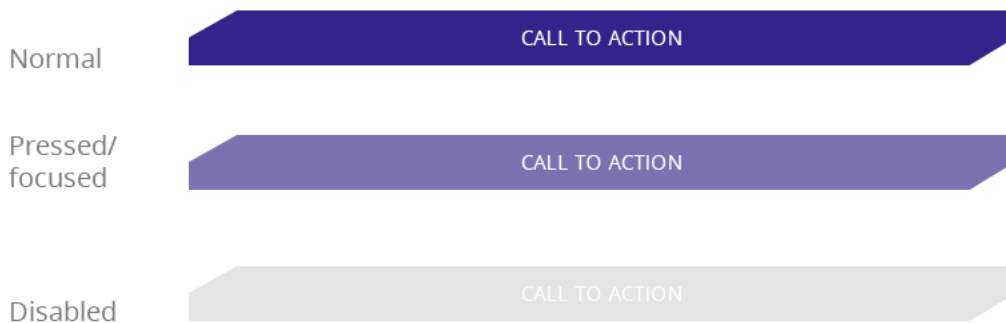 Normal
CALL TO ACTION
Pressed/
focused
CALL TO ACTION
Disabled
CALL TO ACTION